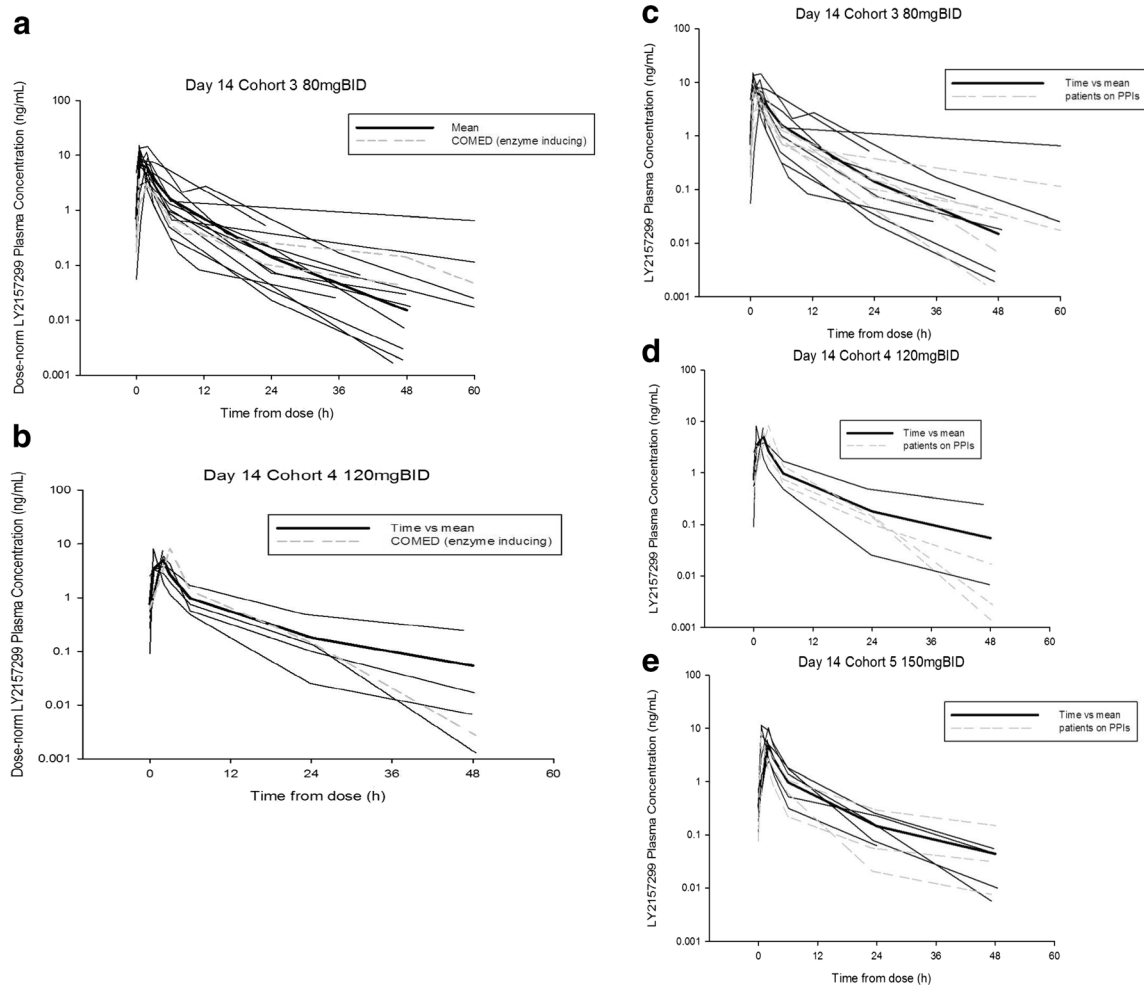 a
Day 14 Cohort 3 80mgBID
Dose-norm LY2157299 Plasma Concentration (ng/mL)
100
10
1
0.1
0.01
0.001
Mean
COMED (enzyme inducing)
0 12 24 36 48 60
Time from dose (h)
b
Day 14 Cohort 4 120mgBID
Dose-norm LY2157299 Plasma Concentration (ng/mL)
100
10
1
0.1
0.01
0.001
Time vs mean
COMED (enzyme inducing)
0 12 24 36 48 60
Time from dose (h)
c
Day 14 Cohort 3 80mgBID
LY2157299 Plasma Concentration (ng/mL)
100
10
1
0.1
0.01
0.001
Time vs mean
patients on PPIs
0 12 24 36 48 60
Time from dose (h)
d
Day 14 Cohort 4 120mgBID
LY2157299 Plasma Concentration (ng/mL)
100
10
1
0.1
0.01
0.001
Time vs mean
patients on PPIs
0 12 24 36 48 60
Time from dose (h)
e
Day 14 Cohort 5 150mgBID
LY2157299 Plasma Concentration (ng/mL)
100
10
1
0.1
0.01
0.001
Time vs mean
patients on PPIs
0 12 24 36 48 60
Time from dose (h)